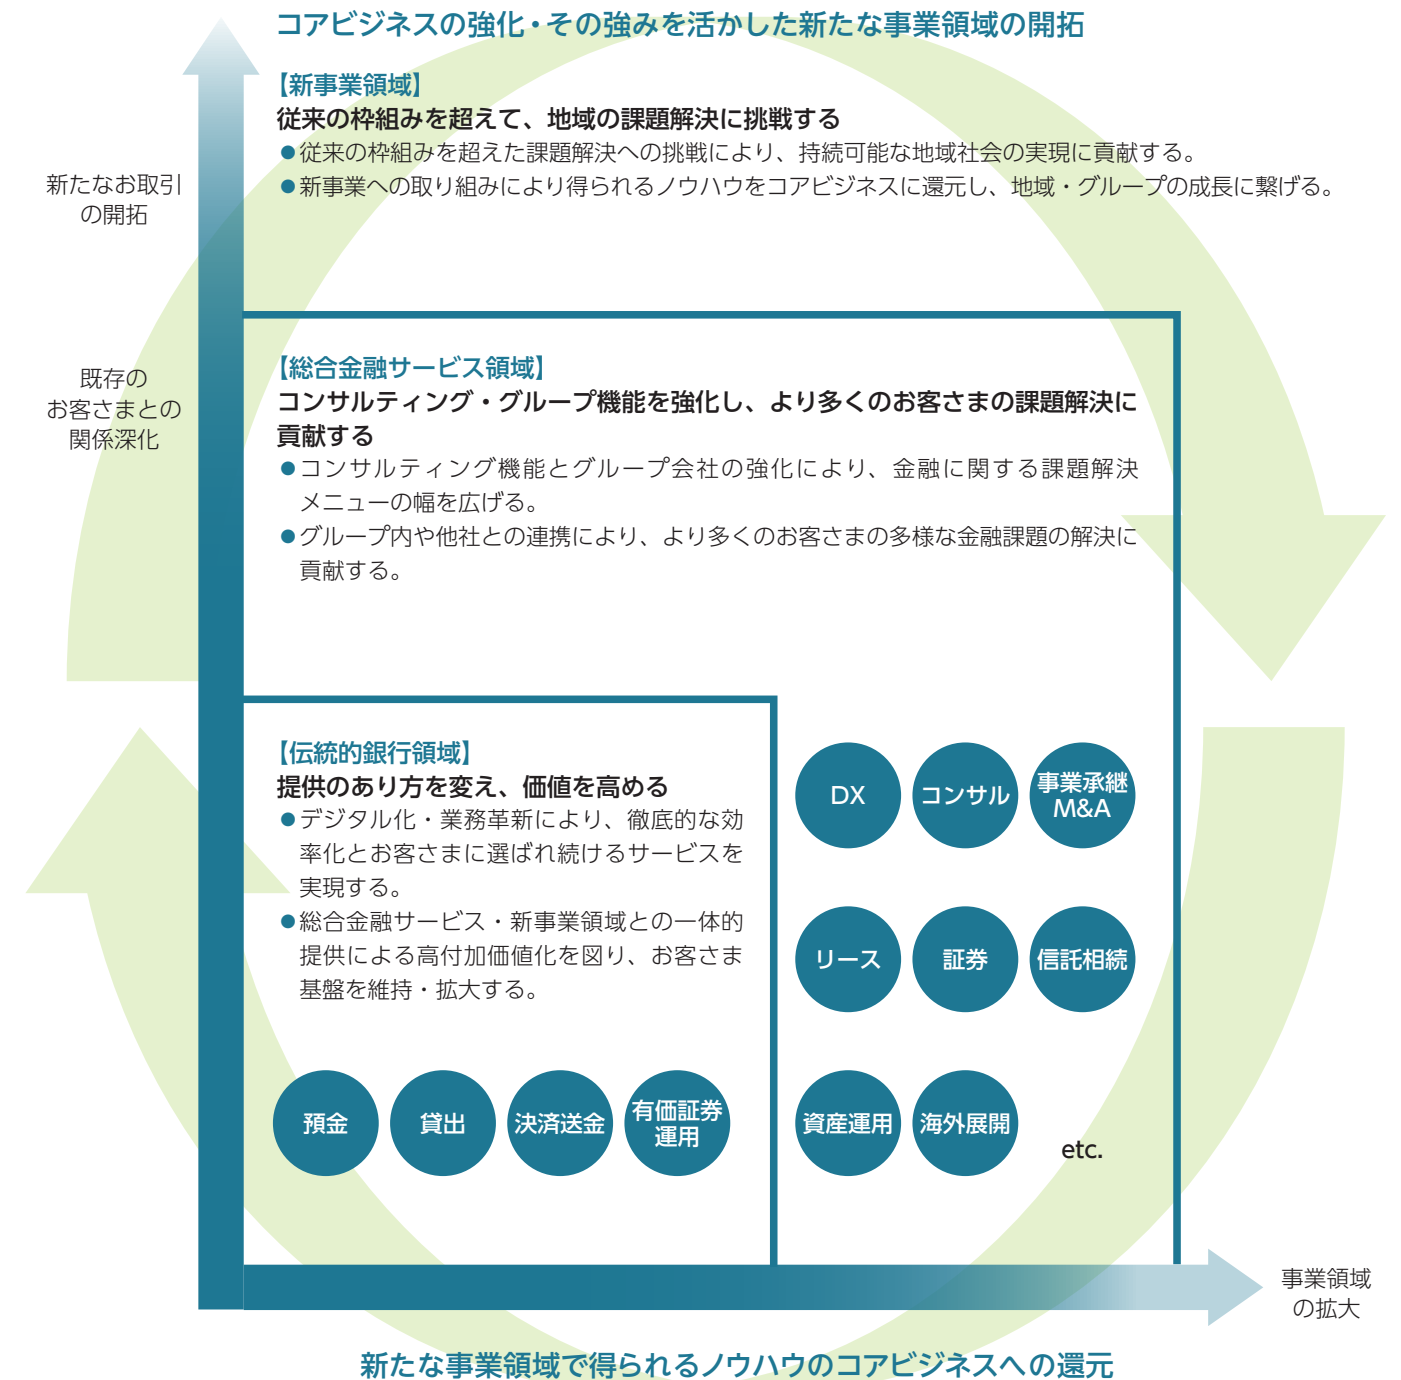 コアビジネスの強化・その強みを活かした新たな事業領域の開拓
【新事業領域】
従来の枠組みを超えて、地域の課題解決に挑戦する
●従来の枠組みを超えた課題解決への挑戦により、持続可能な地域社会の実現に貢献する。
●新事業への取り組みにより得られるノウハウをコアビジネスに還元し、地域・グループの成長に繋げる。
新たなお取引
の開拓
既存の
お客さまとの
関係深化
【総合金融サービス領域】
コンサルティング・グループ機能を強化し、より多くのお客さまの課題解決に
貢献する
●コンサルティング機能とグループ会社の強化により、金融に関する課題解決
メニューの幅を広げる。
●グループ内や他社との連携により、より多くのお客さまの多様な金融課題の解決に
貢献する。
【伝統的銀行領域】
提供のあり方を変え、価値を高める
●デジタル化・業務革新により、徹底的な効
率化とお客さまに選ばれ続けるサービスを
実現する。
●総合金融サービス・新事業領域との一体的
提供による高付加価値化を図り、お客さま
基盤を維持・拡大する。
預金
貸出
決済送金
有価証券
運用
DX
コンサル
事業承継
M&A
リース
証券
信託相続
資産運用
海外展開
etc.
事業領域
の拡大
新たな事業領域で得られるノウハウのコアビジネスへの還元